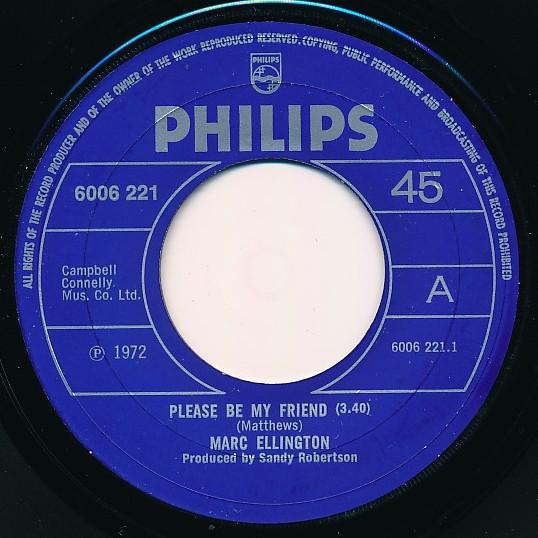 ALL RIGHTS OF THE RECORD PRODUCER AND OF THE OWNER OF THE WORK REPRODUCED RESERVED. COPYING, PUBLIC PERFORMANCE AND BROADCASTING OF THIS RECORD PROHIBITED
PHILIPS
PHILIPS
6006 221
45
Campbell
Connelly
Mus. Co. Ltd.
A
℗ 1972
6006 221.1
PLEASE BE MY FRIEND (3.40)
(Matthews)
MARC ELLINGTON
Produced by Sandy Robertson